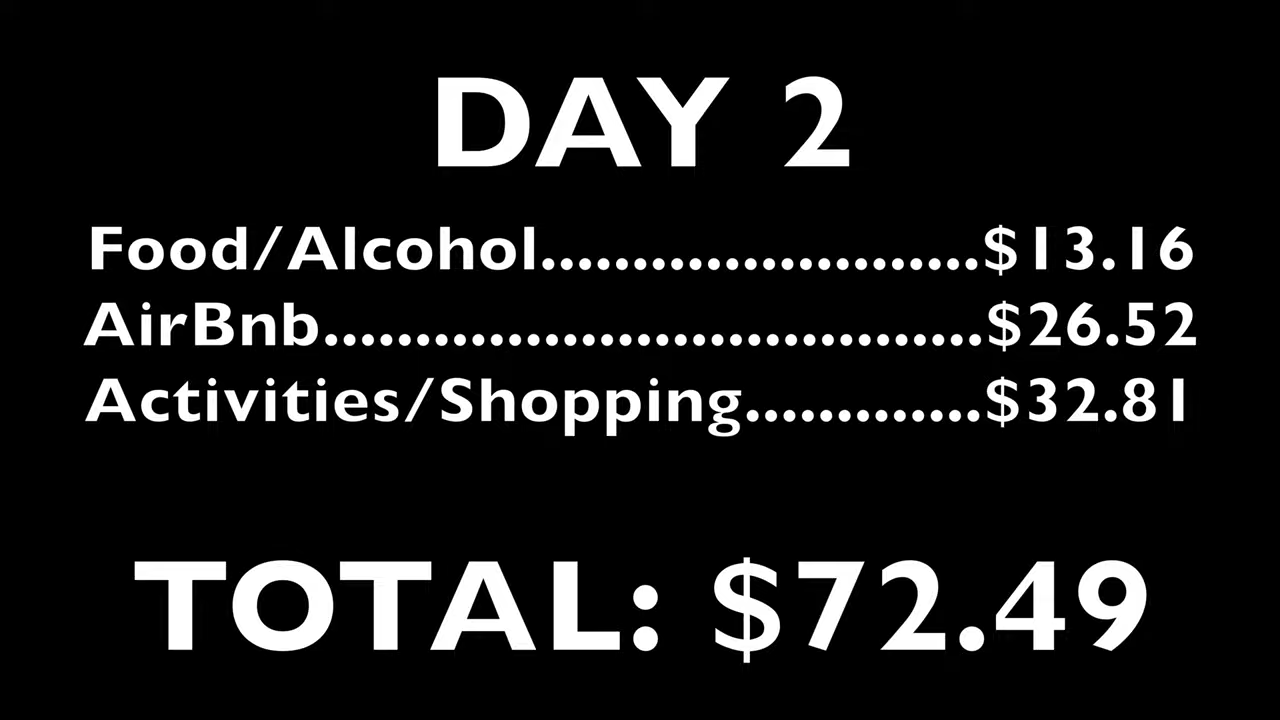 DAY 2
Food/Alcohol........................$13.16
AirBnb....................................$26.52
Activities/Shopping.............$32.81
TOTAL: $72.49